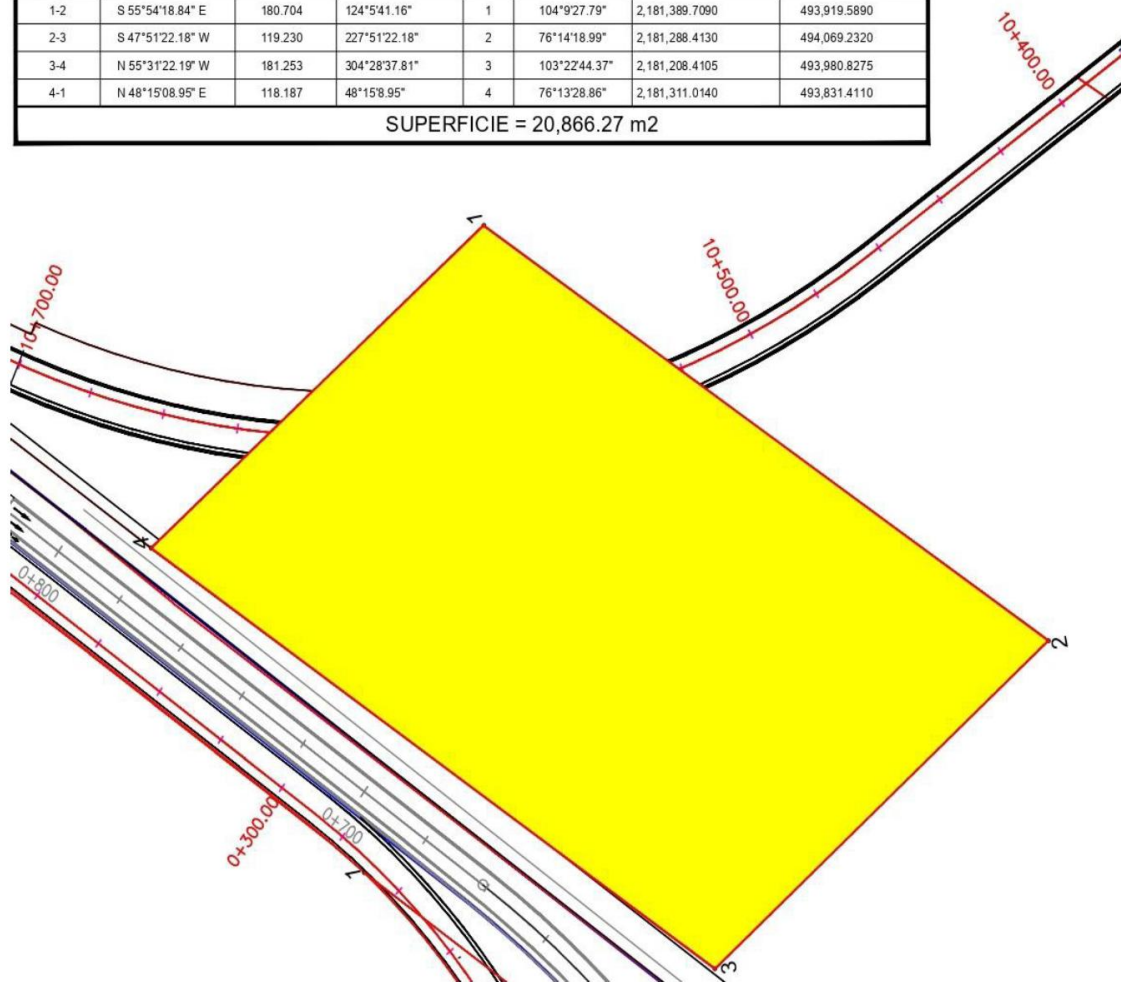 1-2 S 55°54'18.84" E 180.704 124°5'41.16" 1 104°9'27.79" 2,181,389.7090 493,919.5890
2-3 S 47°51'22.18" W 119.230 227°51'22.18" 2 76°14'18.99" 2,181,288.4130 494,069.2320
3-4 N 55°31'22.19" W 181.253 304°28'37.81" 3 103°22'44.37" 2,181,208.4105 493,980.8275
4-1 N 48°15'08.95" E 118.187 48°15'8.95" 4 76°13'28.86" 2,181,311.0140 493,831.4110
SUPERFICIE = 20,866.27 m2
10+400.00
1
10+500.00
10+700.00
4
0+800
2
0+700
0+300.00
1
3